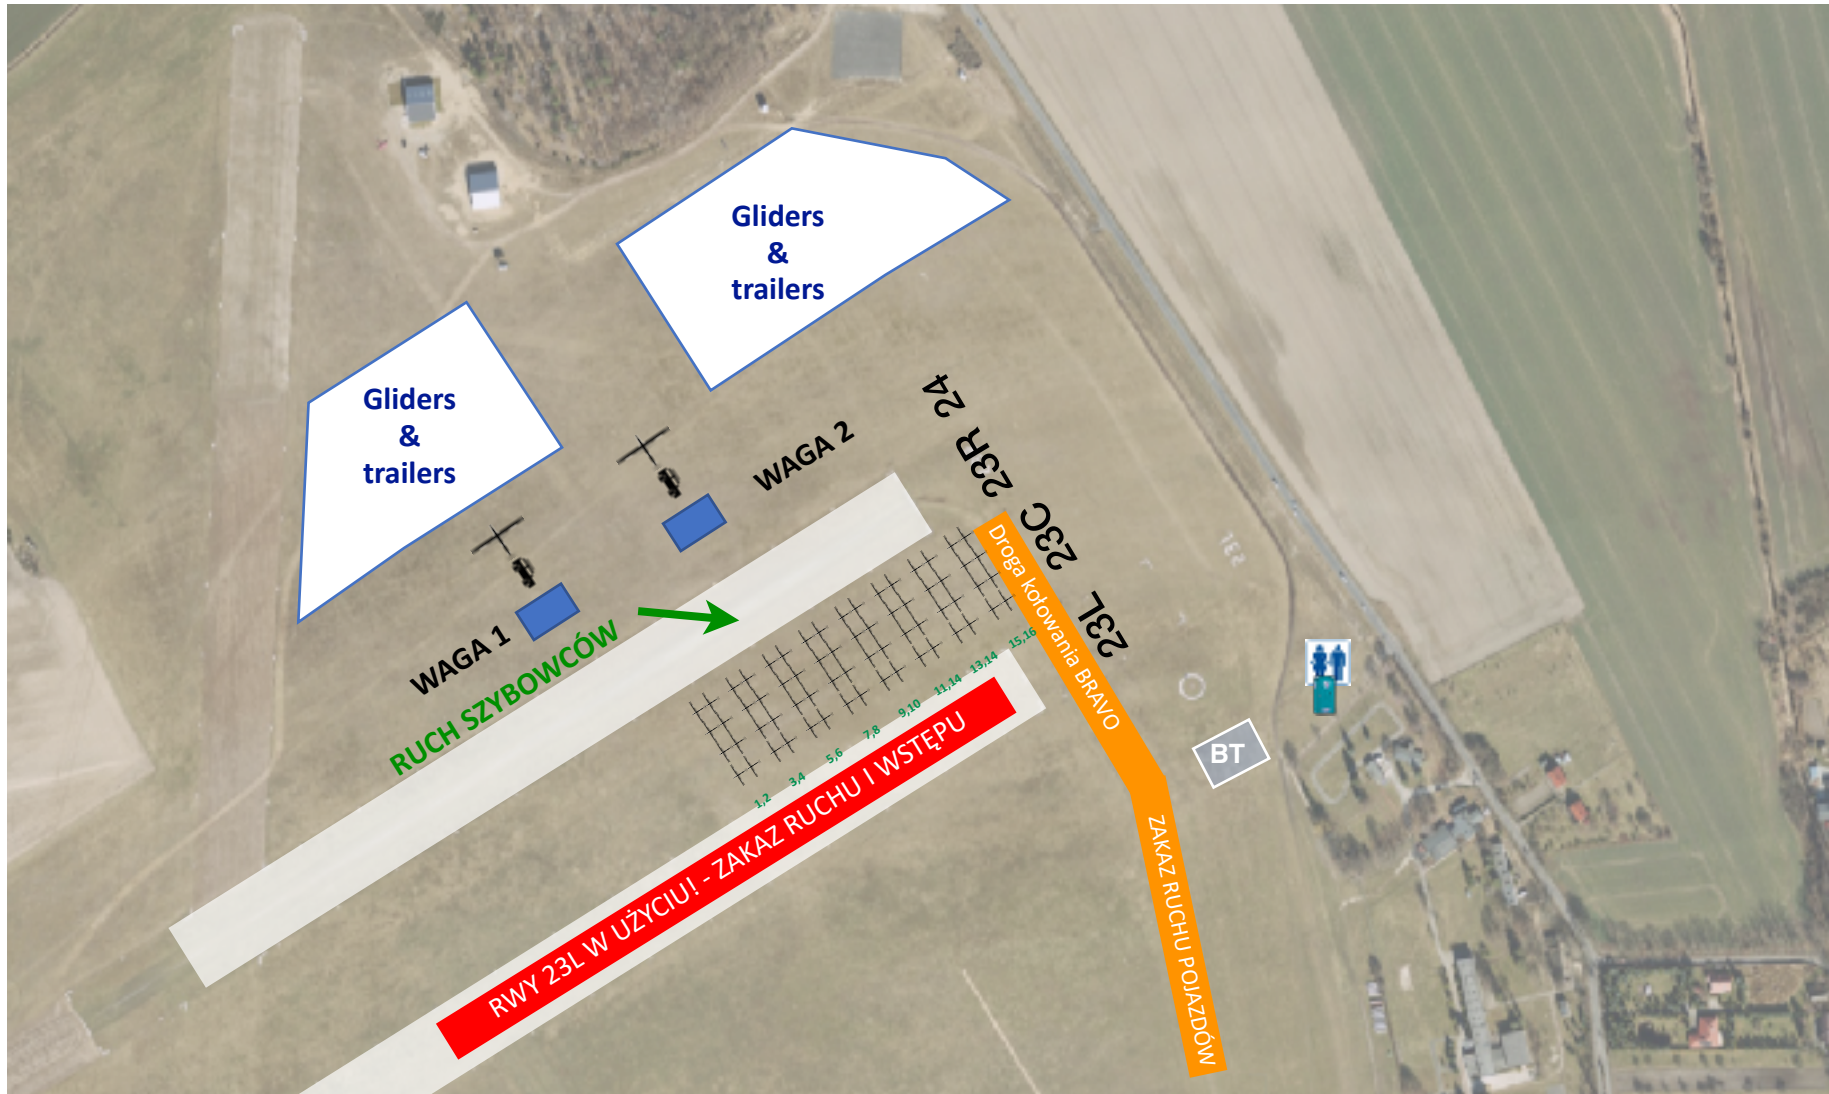 Gliders
&
trailers
Gliders
&
trailers
24
23R
23C
23L
WAGA 2
WAGA 1
RUCH SZYBOWCÓW
Droga kołowania BRAVO
ZAKAZ RUCHU POJAZDÓW
15,16
13,14
11,14
9,10
7,8
5,6
3,4
1,2
RWY 23L W UŻYCIU! - ZAKAZ RUCHU I WSTĘPU
BT
23L